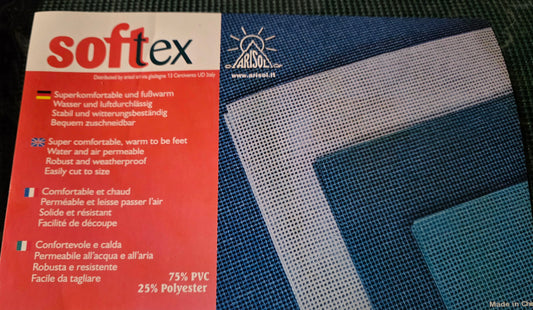 softex
Distributed by arisol srl via gladegna 13 Cervineto UD Italy
ARISOL
www.arisol.it
Superkomfortable und fußwarm
Wasser und luftdurchlässig
Stabil und witterungsbeständig
Bequem zuschneidbar
Super comfortable, warm to be feet
Water and air permeable
Robust and weatherproof
Easily cut to size
Comfortable et chaud
Perméable et leisse passer l'air
Solide et résistant
Facilité de découpe
Confortevole e calda
Permeabile all'acqua e all'aria
Robusta e resistente
Facile da tagliare
75% PVC
25% Polyester
Made in